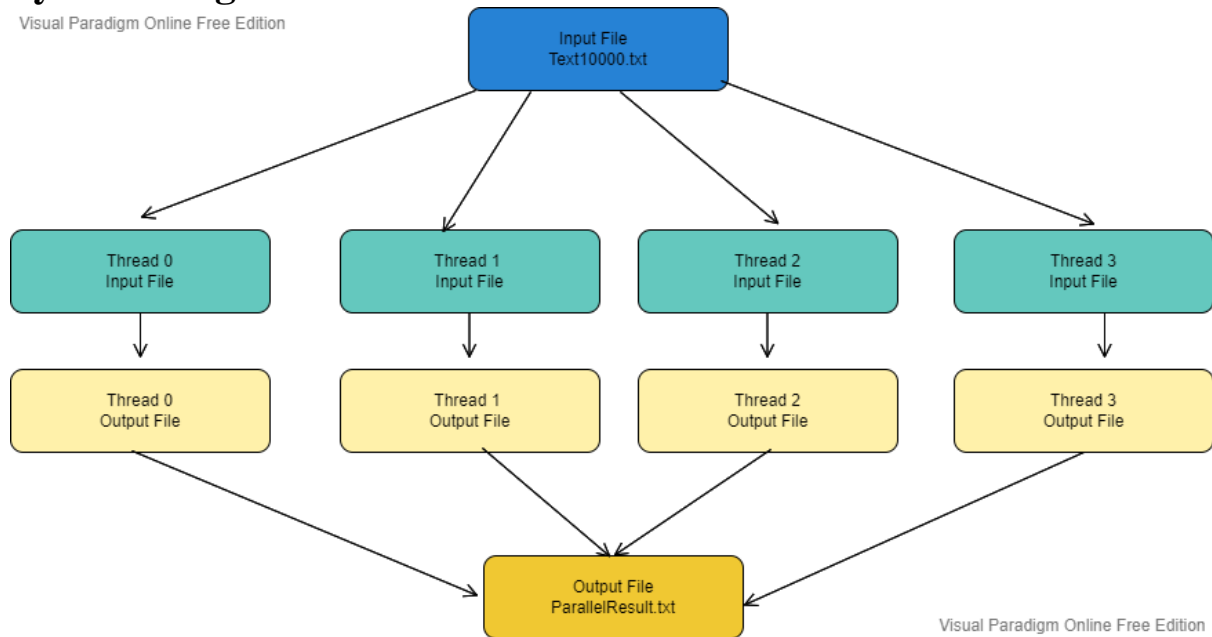 Visual Paradigm Online Free Edition
Input File
Text10000.txt
Thread 0
Input File
Thread 1
Input File
Thread 2
Input File
Thread 3
Input File
Thread 0
Output File
Thread 1
Output File
Thread 2
Output File
Thread 3
Output File
Output File
ParallelResult.txt
Visual Paradigm Online Free Edition